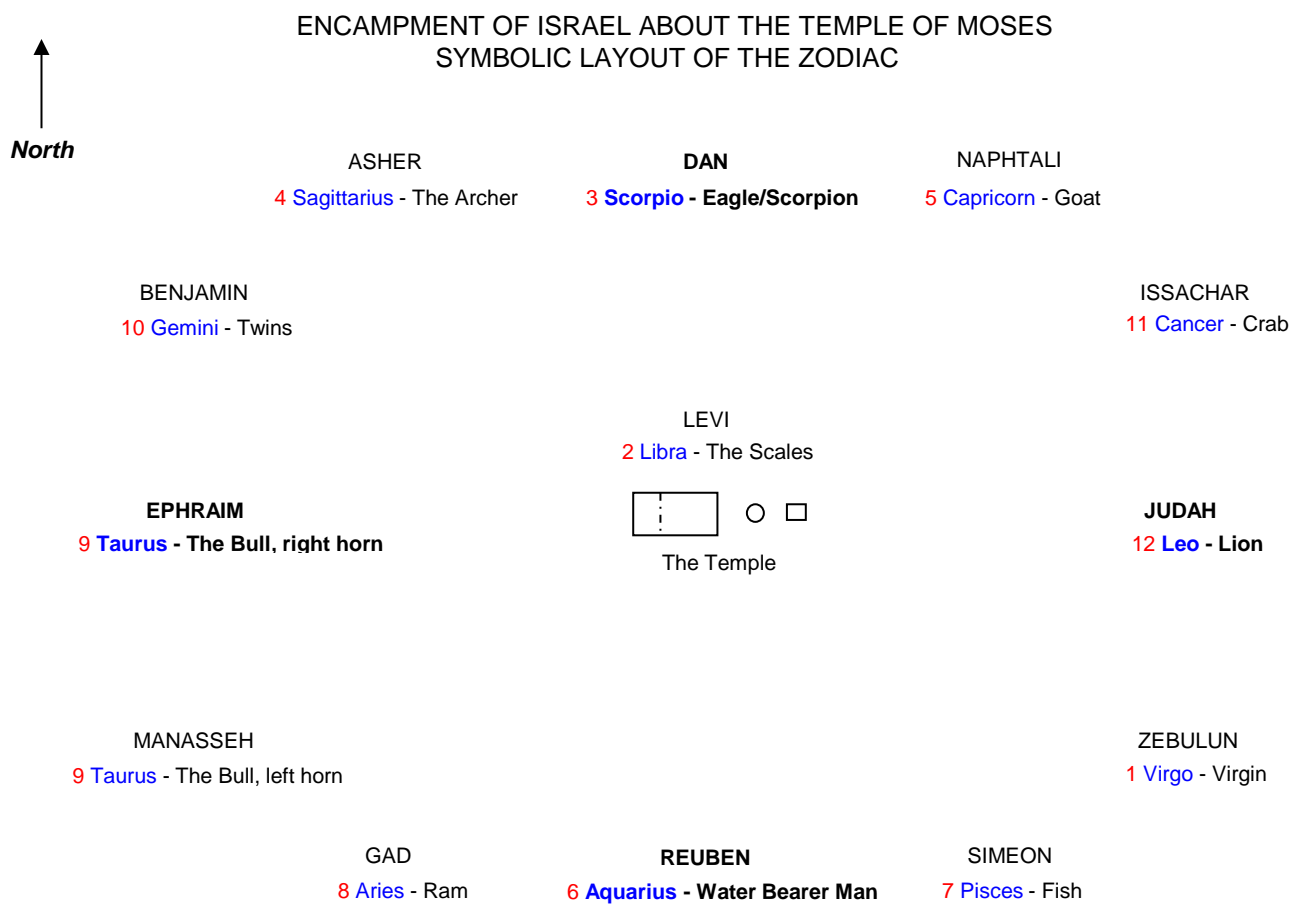 ENCAMPMENT OF ISRAEL ABOUT THE TEMPLE OF MOSES
SYMBOLIC LAYOUT OF THE ZODIAC
North
ASHER
4 Sagittarius - The Archer
DAN
3 Scorpio - Eagle/Scorpion
NAPHTALI
5 Capricorn - Goat
BENJAMIN
10 Gemini - Twins
ISSACHAR
11 Cancer - Crab
LEVI
2 Libra - The Scales
EPHRAIM
9 Taurus - The Bull, right horn
The Temple
JUDAH
12 Leo - Lion
MANASSEH
9 Taurus - The Bull, left horn
ZEBULUN
1 Virgo - Virgin
GAD
8 Aries - Ram
REUBEN
6 Aquarius - Water Bearer Man
SIMEON
7 Pisces - Fish